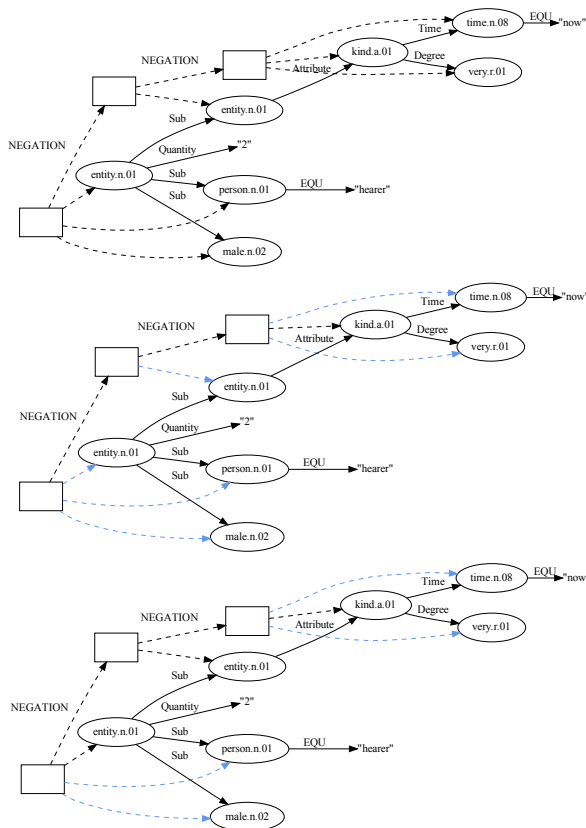 time.n.08 EQU "now"
Time
NEGATION kind.a.01
Degree
very.r.01
Attribute
entity.n.01
Sub
NEGATION Quantity "2"
entity.n.01 Sub person.n.01 EQU "hearer"
Sub
male.n.02
time.n.08 EQU "now"
Time
NEGATION kind.a.01
Attribute Degree very.r.01
entity.n.01
Sub
NEGATION Quantity "2"
entity.n.01 Sub person.n.01 EQU "hearer"
Sub
male.n.02
time.n.08 EQU "now
Time
NEGATION kind.a.01
Attribute Degree very.r.01
entity.n.01
Sub
NEGATION Quantity "2"
entity.n.01 Sub person.n.01 EQU "hearer"
Sub
male.n.02